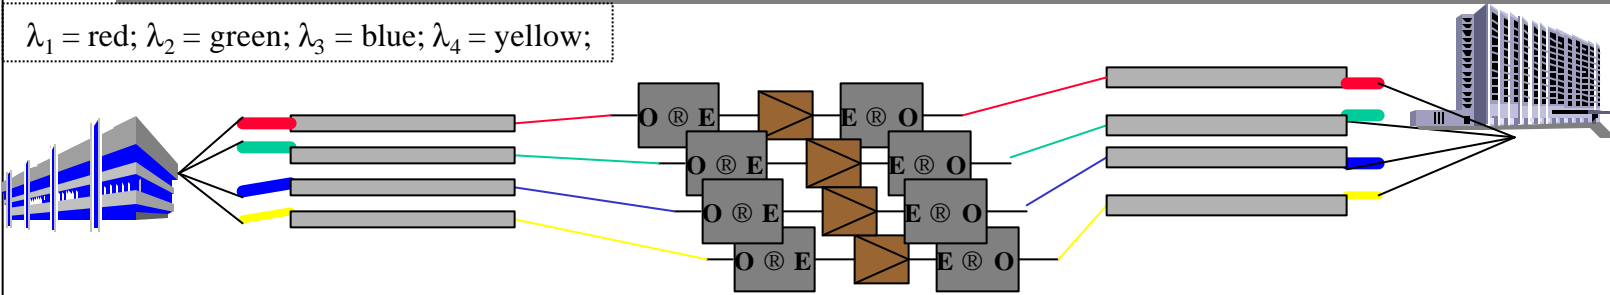 λ1 = red; λ2 = green; λ3 = blue; λ4 = yellow;
O ® E E ® O
O ® E E ® O
O ® E E ® O
O ® E E ® O